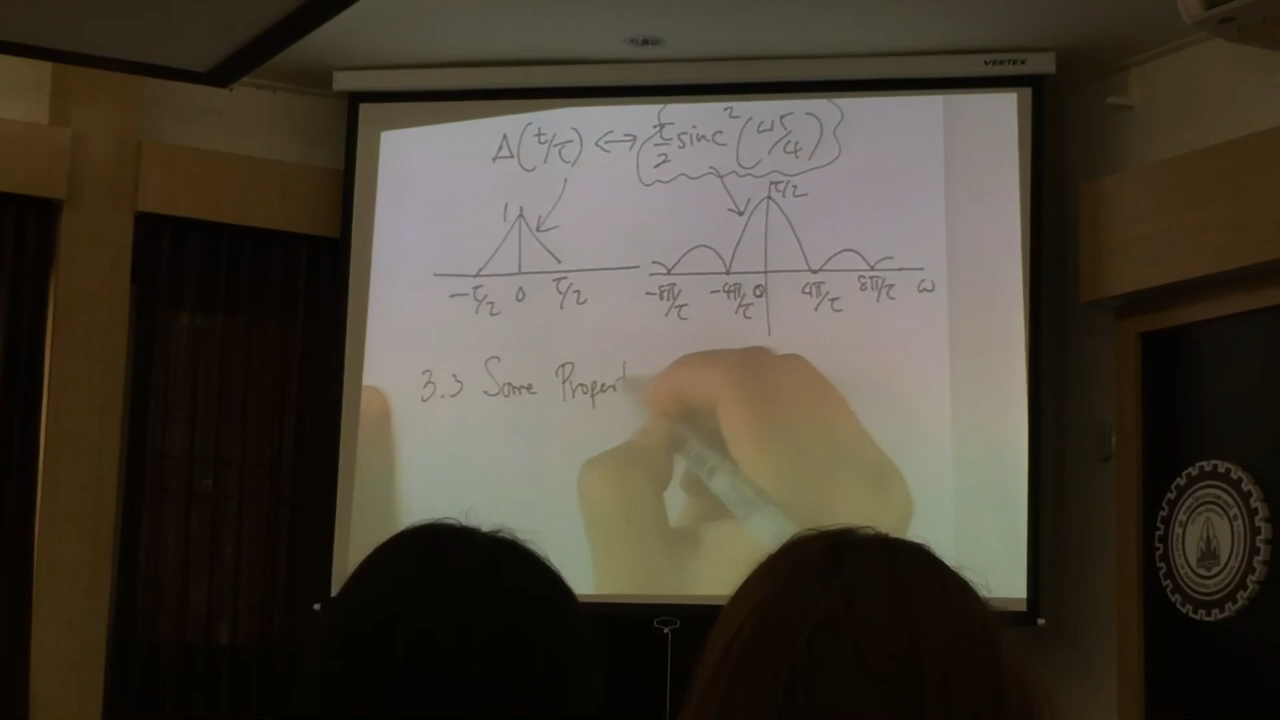 VERTEX
Δ(t/τ) ↔ τ/2 sinc²(ωτ/4)
1
τ/2
-τ/2 0 τ/2
-8π/τ -4π/τ 0 4π/τ 8π/τ ω
3.3 Some Propert